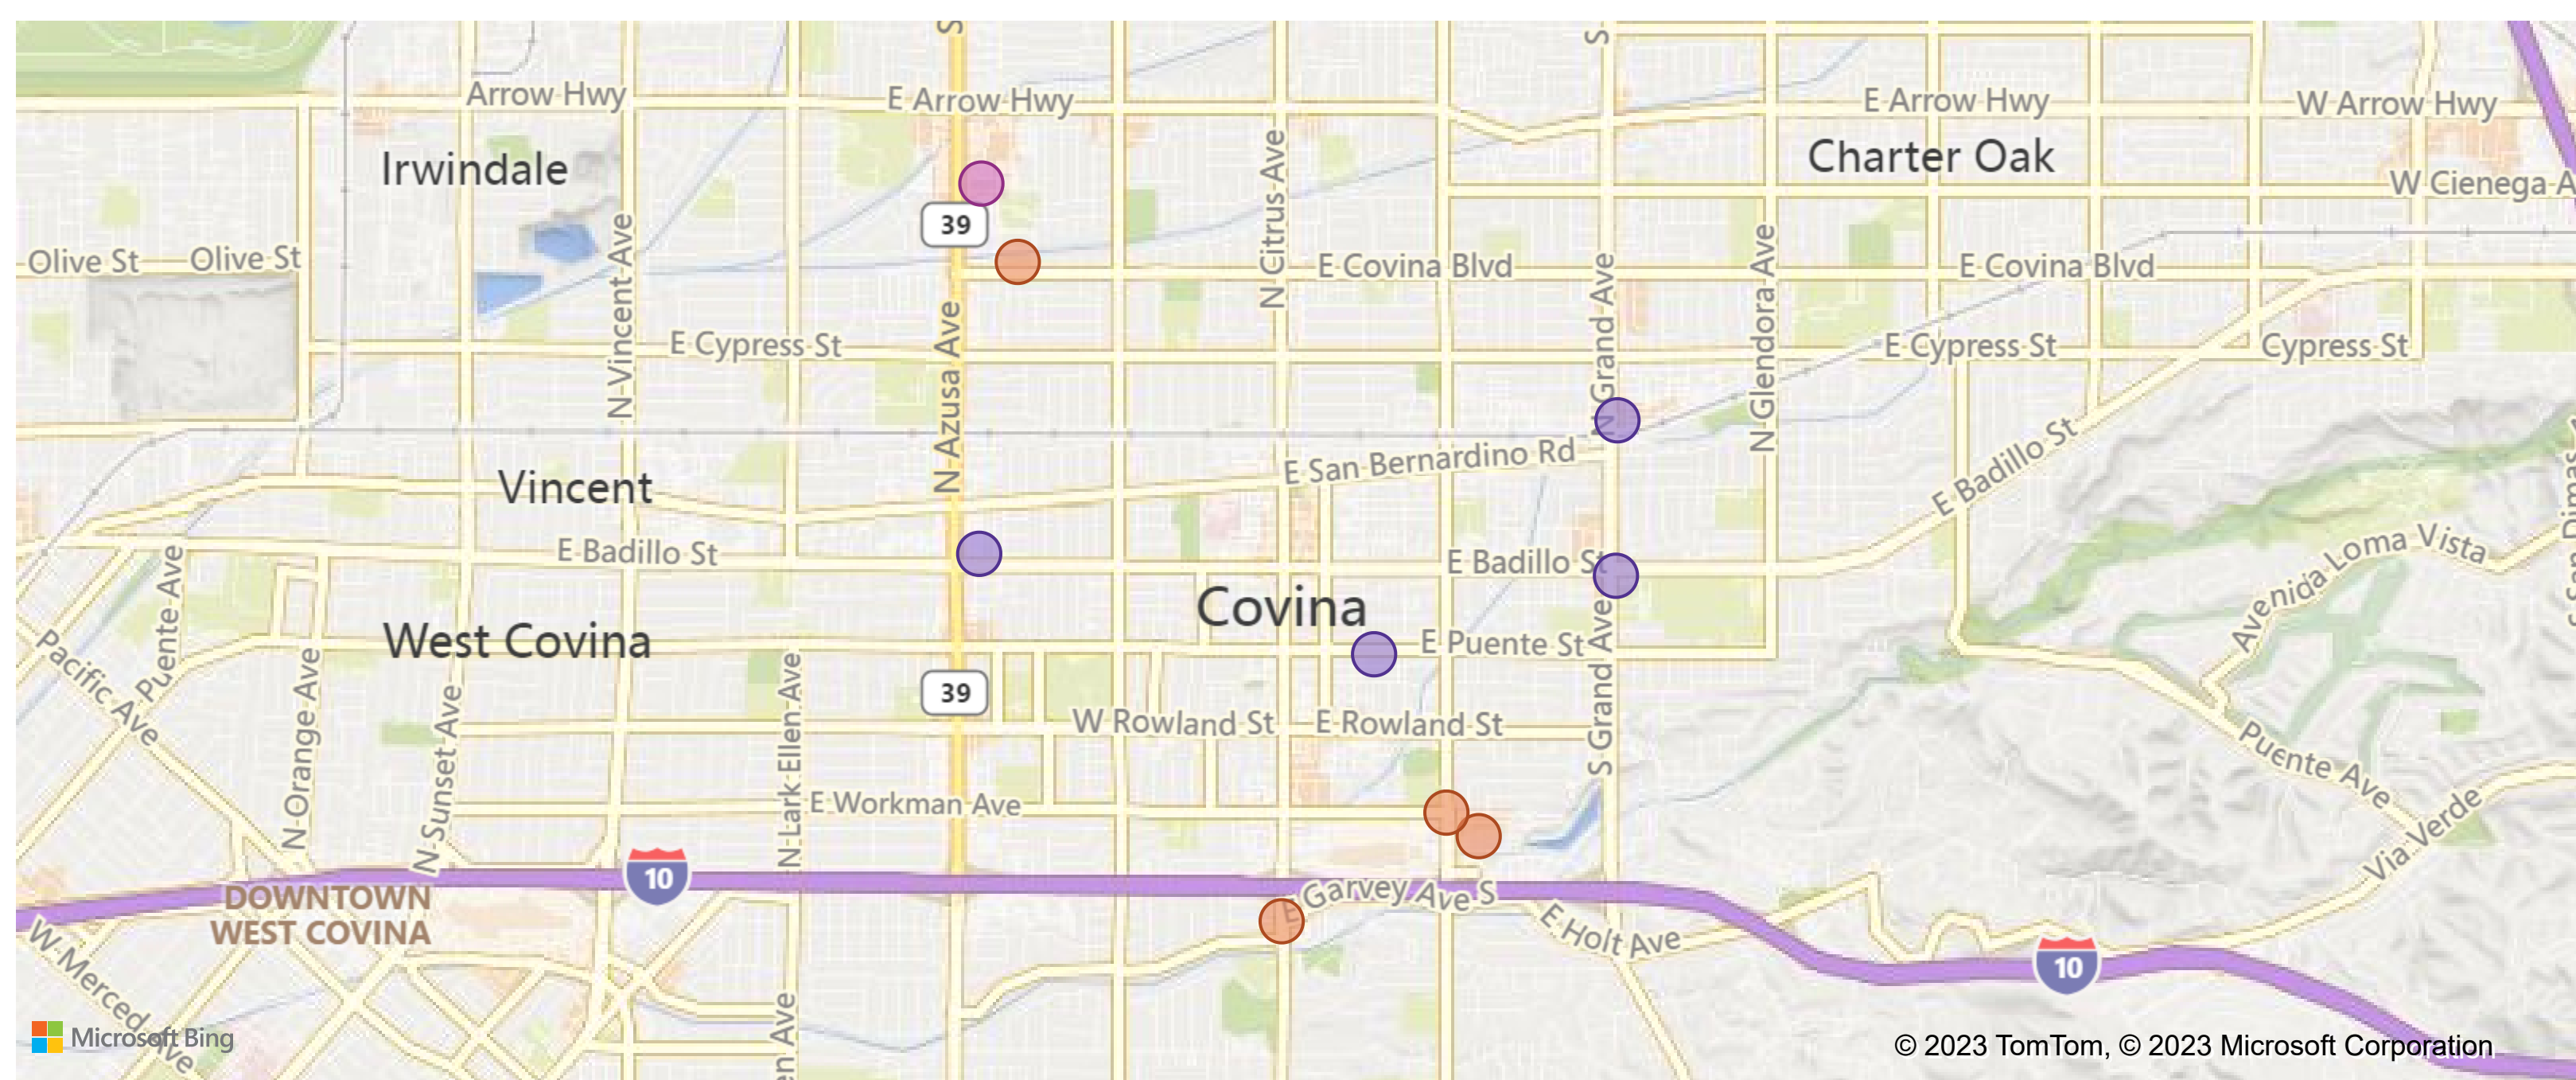 S
S
Arrow Hwy
E Arrow Hwy
E Arrow Hwy
W Arrow Hwy
Irwindale
Charter Oak
W Cienega A
39
N Citrus Ave
N Vincent Ave
Olive St
Olive St
E Covina Blvd
E Covina Blvd
N Grand Ave
N Glendora Ave
N Azusa Ave
E Cypress St
E Cypress St
Cypress St
E San Bernardino Rd
E Badillo St
Vincent
E Badillo St
E Badillo St
Avenida Loma Vista
S San Dimas A
Puente Ave
Covina
West Covina
E Puente St
Pacific Ave
39
N Orange Ave
N Sunset Ave
N Lark Ellen Ave
W Rowland St
E Rowland St
S Grand Ave
Puente Ave
E Workman Ave
Via Verde
10
DOWNTOWN
WEST COVINA
E Garvey Ave S
E Holt Ave
W Merced Ave
10
en Ave
Microsoft Bing
© 2023 TomTom, © 2023 Microsoft Corporation